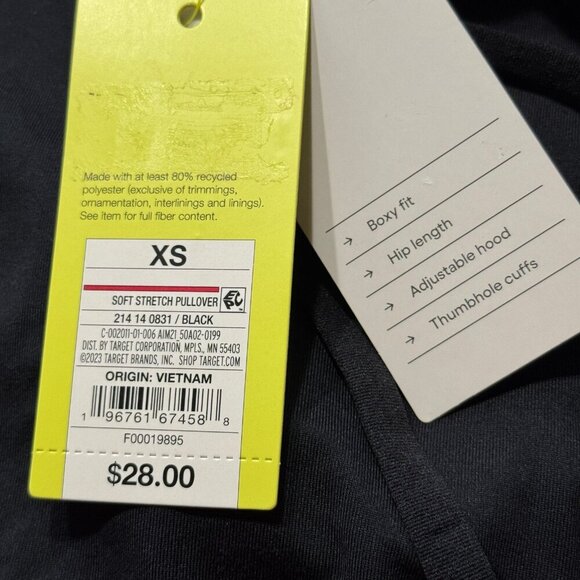 Made with at least 80% recycled
polyester (exclusive of trimmings,
ornamentation, interlinings and linings).
See item for full fiber content.
XS
SOFT STRETCH PULLOVER
214 14 0831 / BLACK
C-002011-01-006 AIM21_50A02-0199
DIST. BY TARGET CORPORATION, MPLS., MN 55403
©2023 TARGET BRANDS, INC. SHOP TARGET.COM
ORIGIN: VIETNAM
1 96761 67458 8
F00019895
$28.00
→ Boxy fit
→ Hip length
→ Adjustable hood
→ Thumbhole cuffs